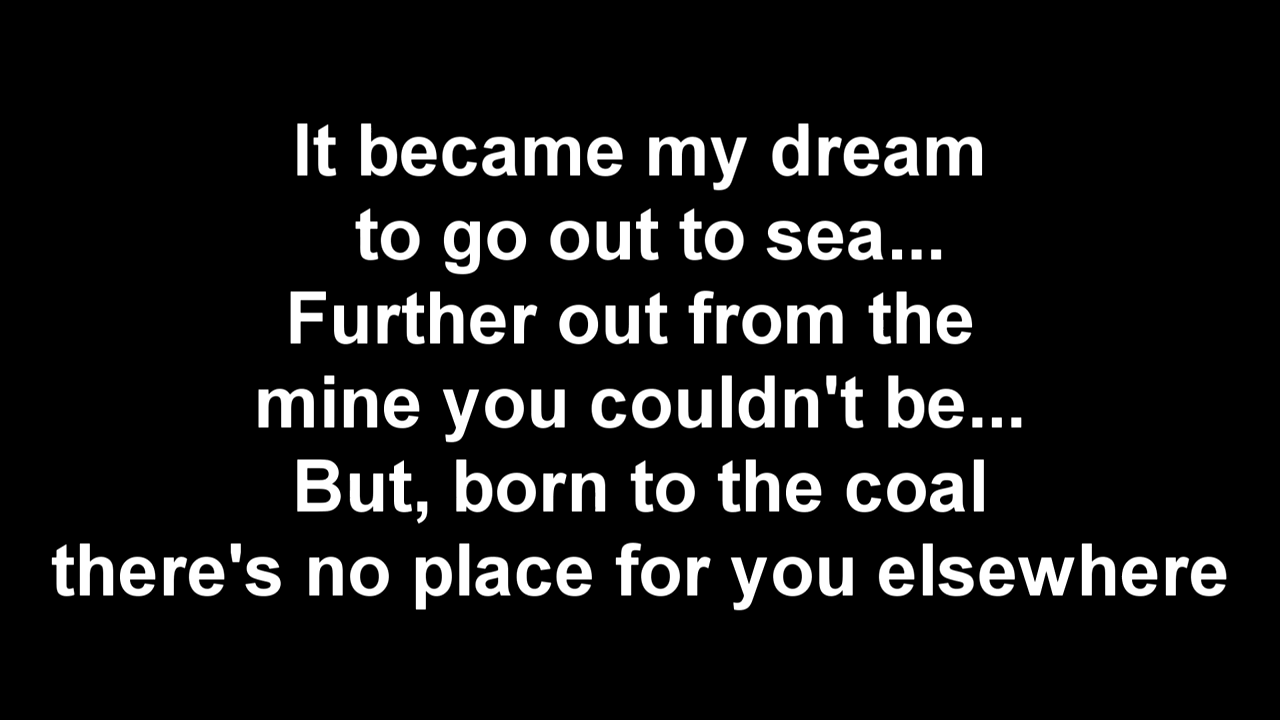 It became my dream
to go out to sea...
Further out from the
mine you couldn't be...
But, born to the coal
there's no place for you elsewhere